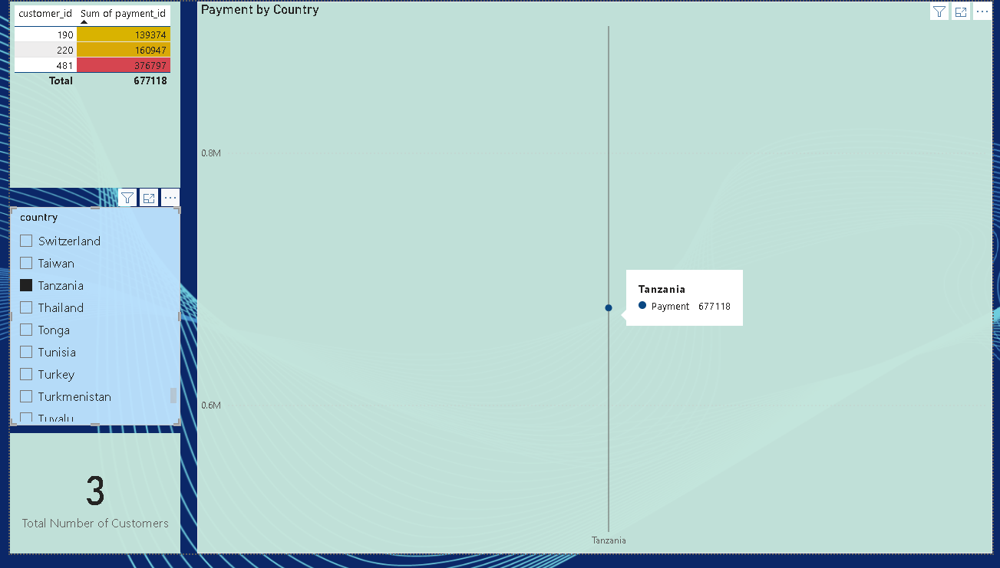 customer_id Sum of payment_id
190 139374
220 160947
481 376797
Total 677118
country
Switzerland
Taiwan
Tanzania
Thailand
Tonga
Tunisia
Turkey
Turkmenistan
Tuvalu
3
Total Number of Customers
Payment by Country
0.8M
Tanzania
Payment 677118
0.6M
Tanzania